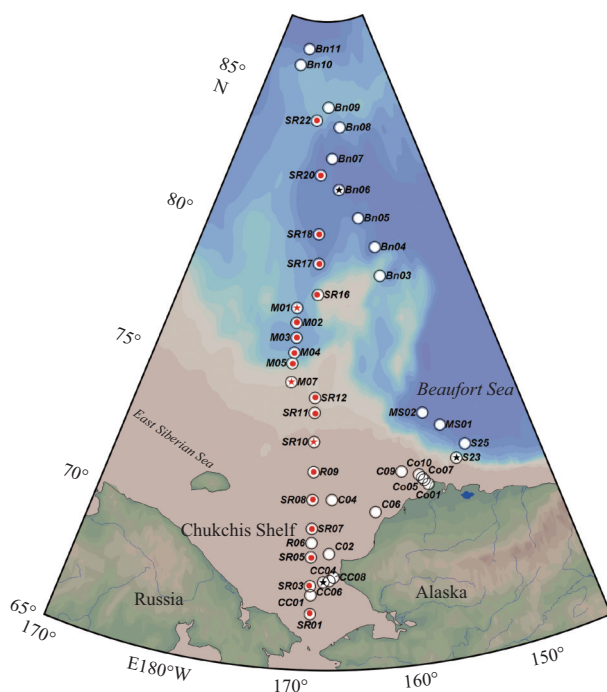 Bn11
85°
N
Bn10
Bn09
SR22
Bn08
Bn07
SR20
Bn06
80°
Bn05
SR18
Bn04
SR17
Bn03
SR16
M01
M02
75°
M03
M04
M05
M07
Beaufort Sea
SR12
SR11
MS02
MS01
East Siberian Sea
SR10
S25
S23
70°
R09
C09
Co10
Co07
Co05
Co01
SR08
C04
C06
Chukchis Shelf
SR07
R06
C02
SR05
CC04
CC08
SR03
CC06
CC01
Russia
Alaska
65°
170°
SR01
E180°W
170°
160°
150°